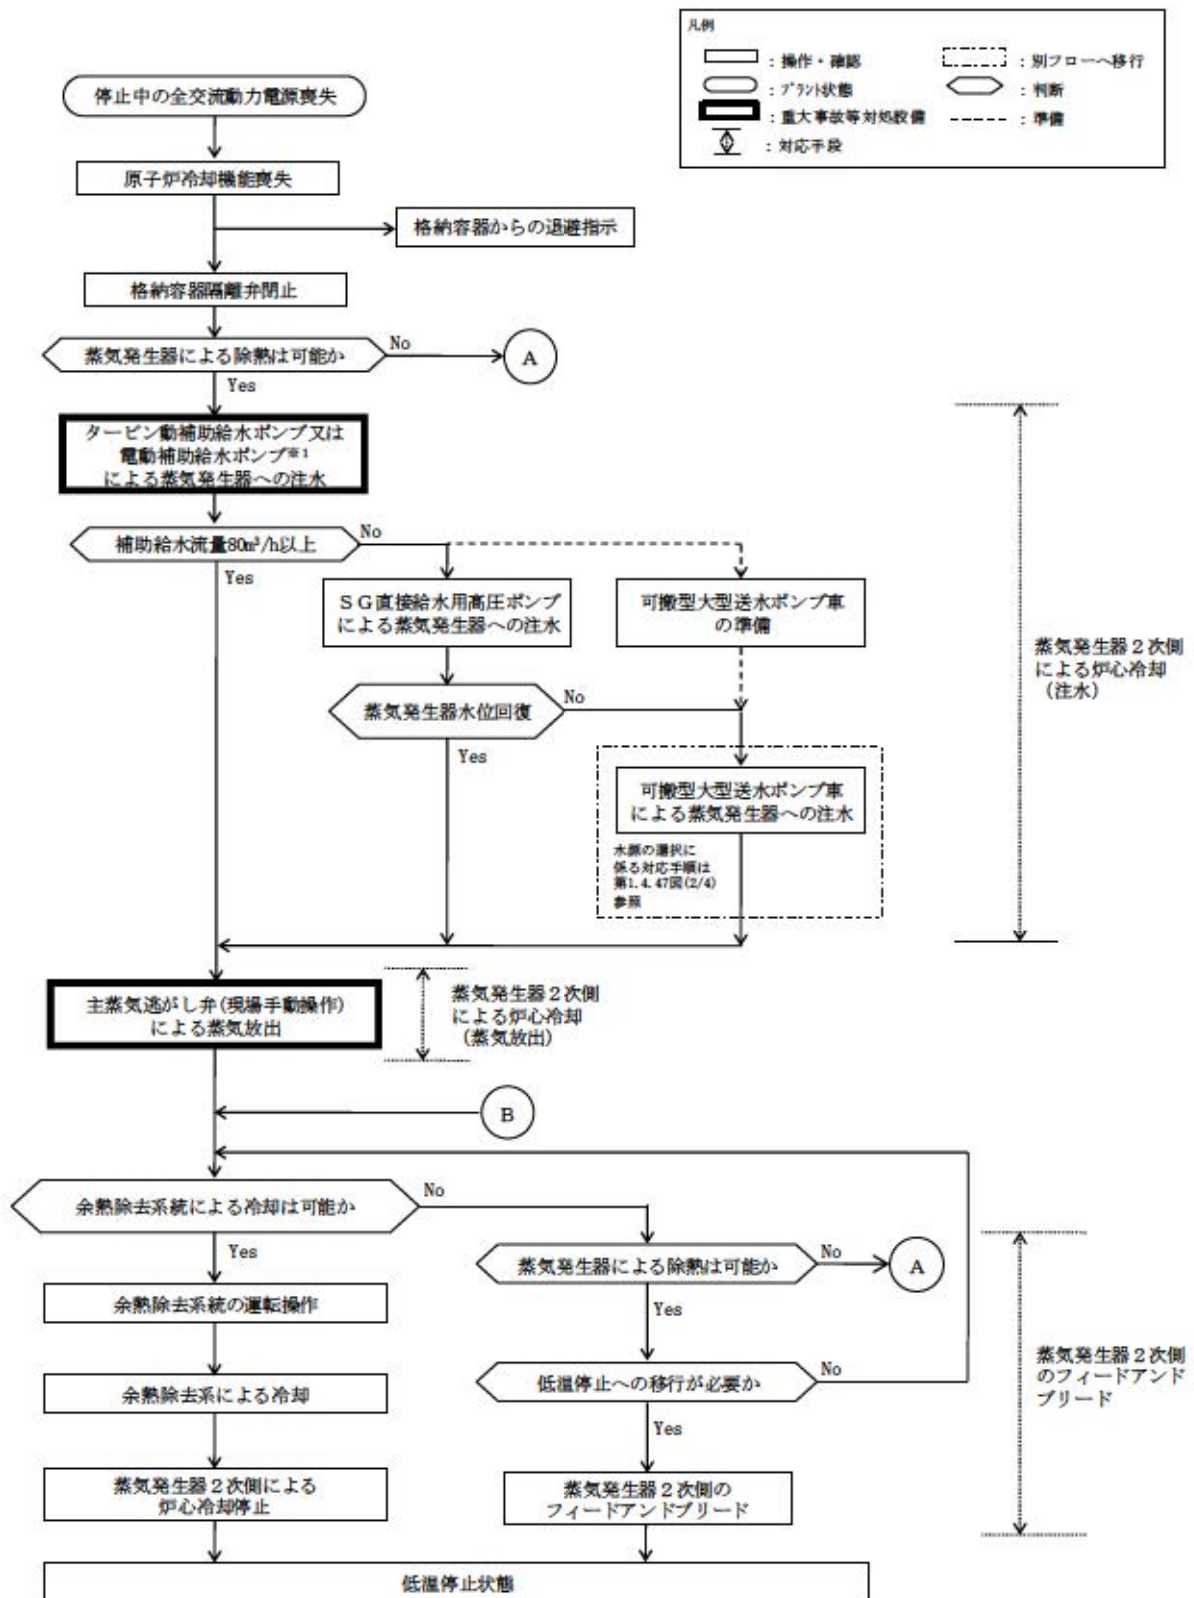 凡例
：操作・確認
：別フローへ移行
：プラント状態
：判断
：重大事故等対処設備
：準備
：対応手段
停止中の全交流動力電源喪失
原子炉冷却機能喪失
格納容器からの退避指示
格納容器隔離弁閉止
蒸気発生器による除熱は可能か
No
A
Yes
タービン動補助給水ポンプ又は
電動補助給水ポンプ※1
による蒸気発生器への注水
補助給水流量80m³/h以上
No
Yes
ＳＧ直接給水用高圧ポンプ
による蒸気発生器への注水
可搬型大型送水ポンプ車
の準備
蒸気発生器２次側
による炉心冷却
（注水）
蒸気発生器水位回復
No
Yes
可搬型大型送水ポンプ車
による蒸気発生器への注水
水源の選択に
係る対応手順は
第1.4.47図(2/4)
参照
主蒸気逃がし弁(現場手動操作)
による蒸気放出
蒸気発生器２次側
による炉心冷却
（蒸気放出）
B
余熱除去系統による冷却は可能か
No
Yes
蒸気発生器による除熱は可能か
No
A
Yes
余熱除去系統の運転操作
低温停止への移行が必要か
No
Yes
蒸気発生器２次側
のフィードアンド
ブリード
余熱除去系による冷却
蒸気発生器２次側による
炉心冷却停止
蒸気発生器２次側の
フィードアンドブリード
低温停止状態